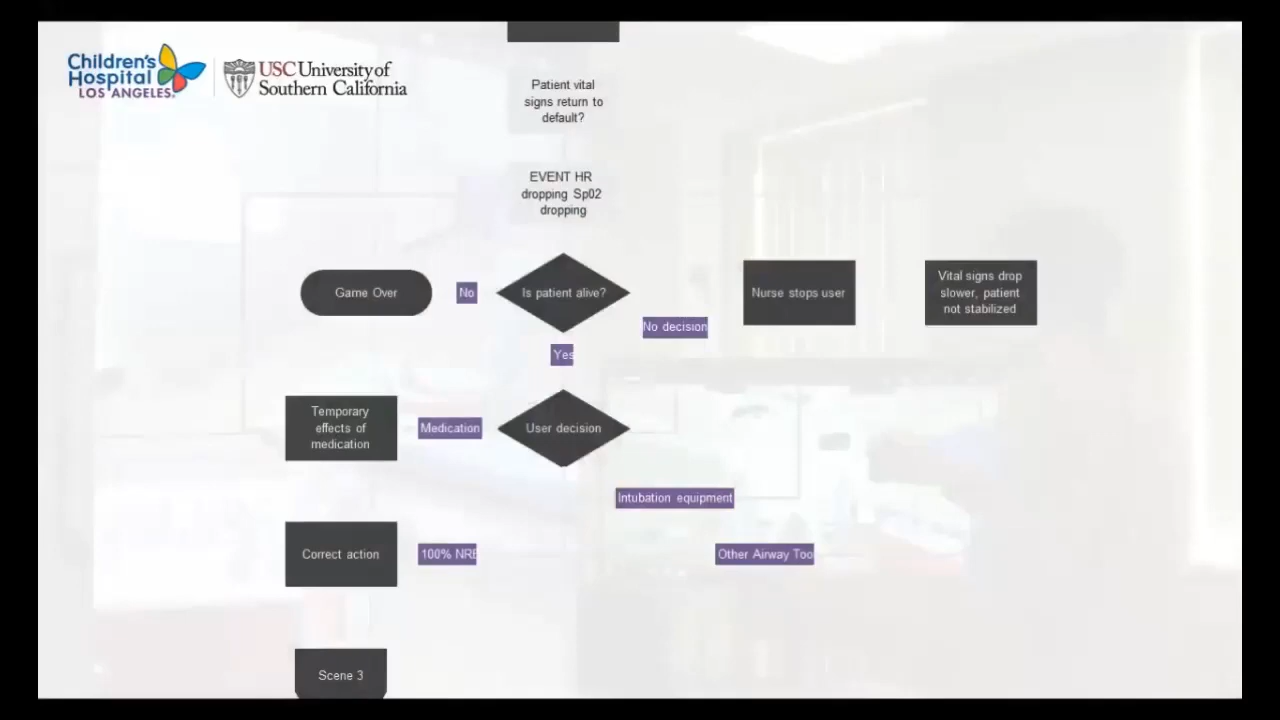 Children's
Hospital
LOS ANGELES
USC University of
Southern California
Patient vital
signs return to
default?
EVENT HR
dropping Sp02
dropping
Game Over
No
Is patient alive?
Nurse stops user
Vital signs drop
slower, patient
not stabilized
No decision
Yes
Temporary
effects of
medication
Medication
User decision
Intubation equipment
Correct action
100% NRE
Other Airway Too
Scene 3